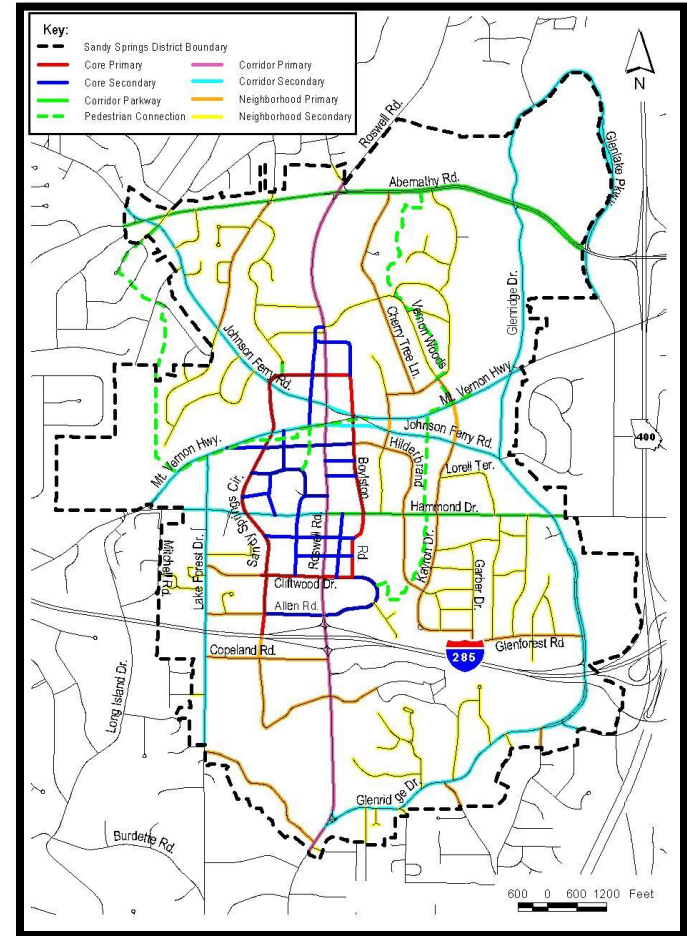 Key:
Sandy Springs District Boundary
Core Primary
Corridor Primary
Core Secondary
Corridor Secondary
Corridor Parkway
Neighborhood Primary
Pedestrian Connection
Neighborhood Secondary
N
Roswell Rd.
Abernathy Rd.
Glenlake Pkwy.
Glenridge Dr.
Vernon Woods
Cherry Tree Ln.
Johnson Ferry Rd.
Mt. Vernon Hwy.
Mt. Vernon Hwy.
Johnson Ferry Rd.
400
Hilderbrand
Boylston
Rd
Lorell Ter.
Hammond Dr.
Sandy Springs Cir.
Roswell Rd.
Mitchell Rd.
Lake Forest Dr.
Kayron Dr.
Garber Dr.
Cliftwood Dr.
Allen Rd.
Copeland Rd.
285
Glenforest Rd.
Long Island Dr.
Glenridge Dr.
Burdette Rd.
600 0 600 1200 Feet